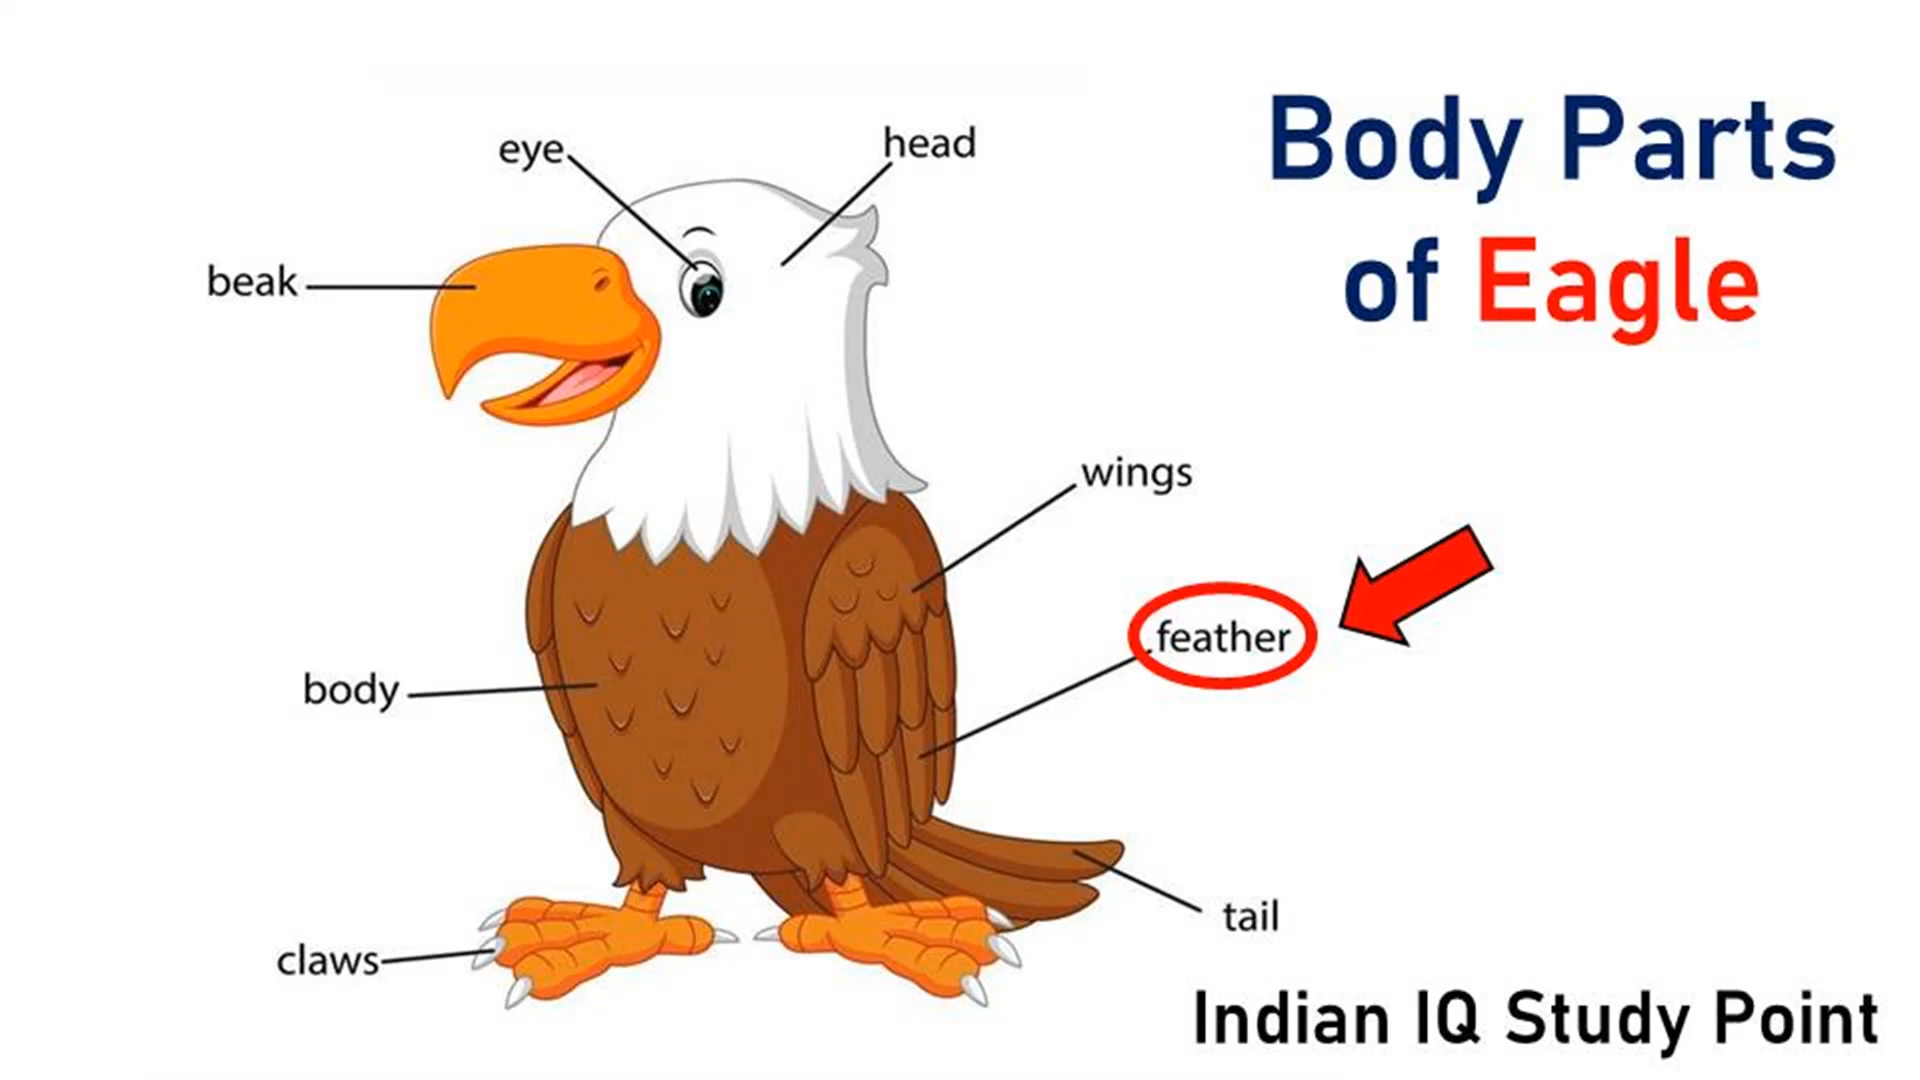 Body Parts
of Eagle
eye
head
beak
wings
feather
body
tail
claws
Indian IQ Study Point